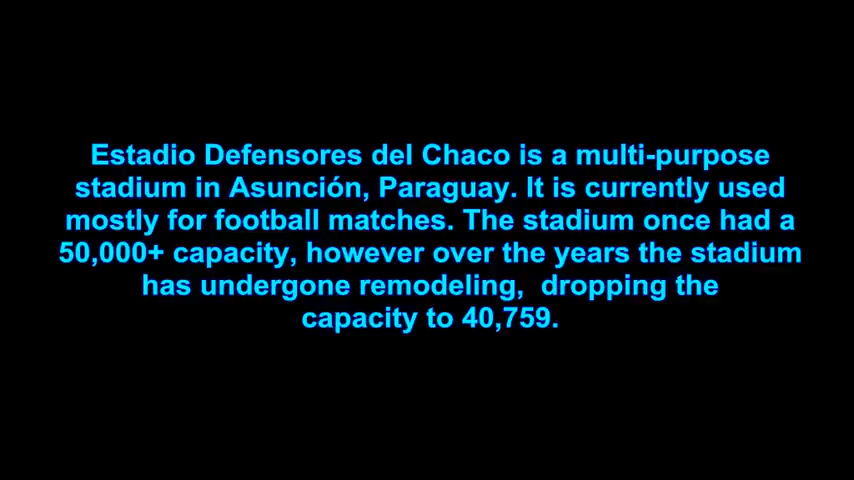 Estadio Defensores del Chaco is a multi-purpose
stadium in Asunción, Paraguay. It is currently used
mostly for football matches. The stadium once had a
50,000+ capacity, however over the years the stadium
has undergone remodeling,  dropping the
capacity to 40,759.